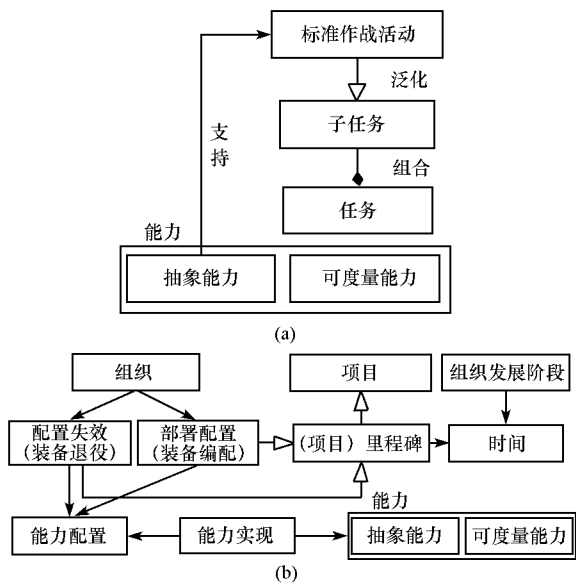 标准作战活动
泛化
子任务
支持
组合
任务
能力
抽象能力
可度量能力
(a)
组织
项目
组织发展阶段
配置失效
(装备退役)
部署配置
(装备编配)
(项目)里程碑
时间
能力
能力配置
能力实现
抽象能力
可度量能力
(b)